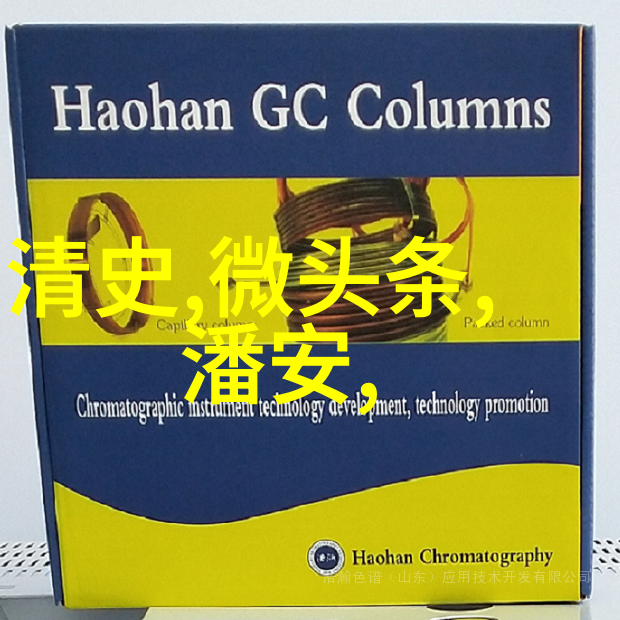 Haohan GC Columns
清史,微头条,
Capillary column
Packed column
潘安,
Chromatographic instrument technology development, technology promotion
Haohan Chromatography
浩瀚色谱（山东）应用技术开发有限公司